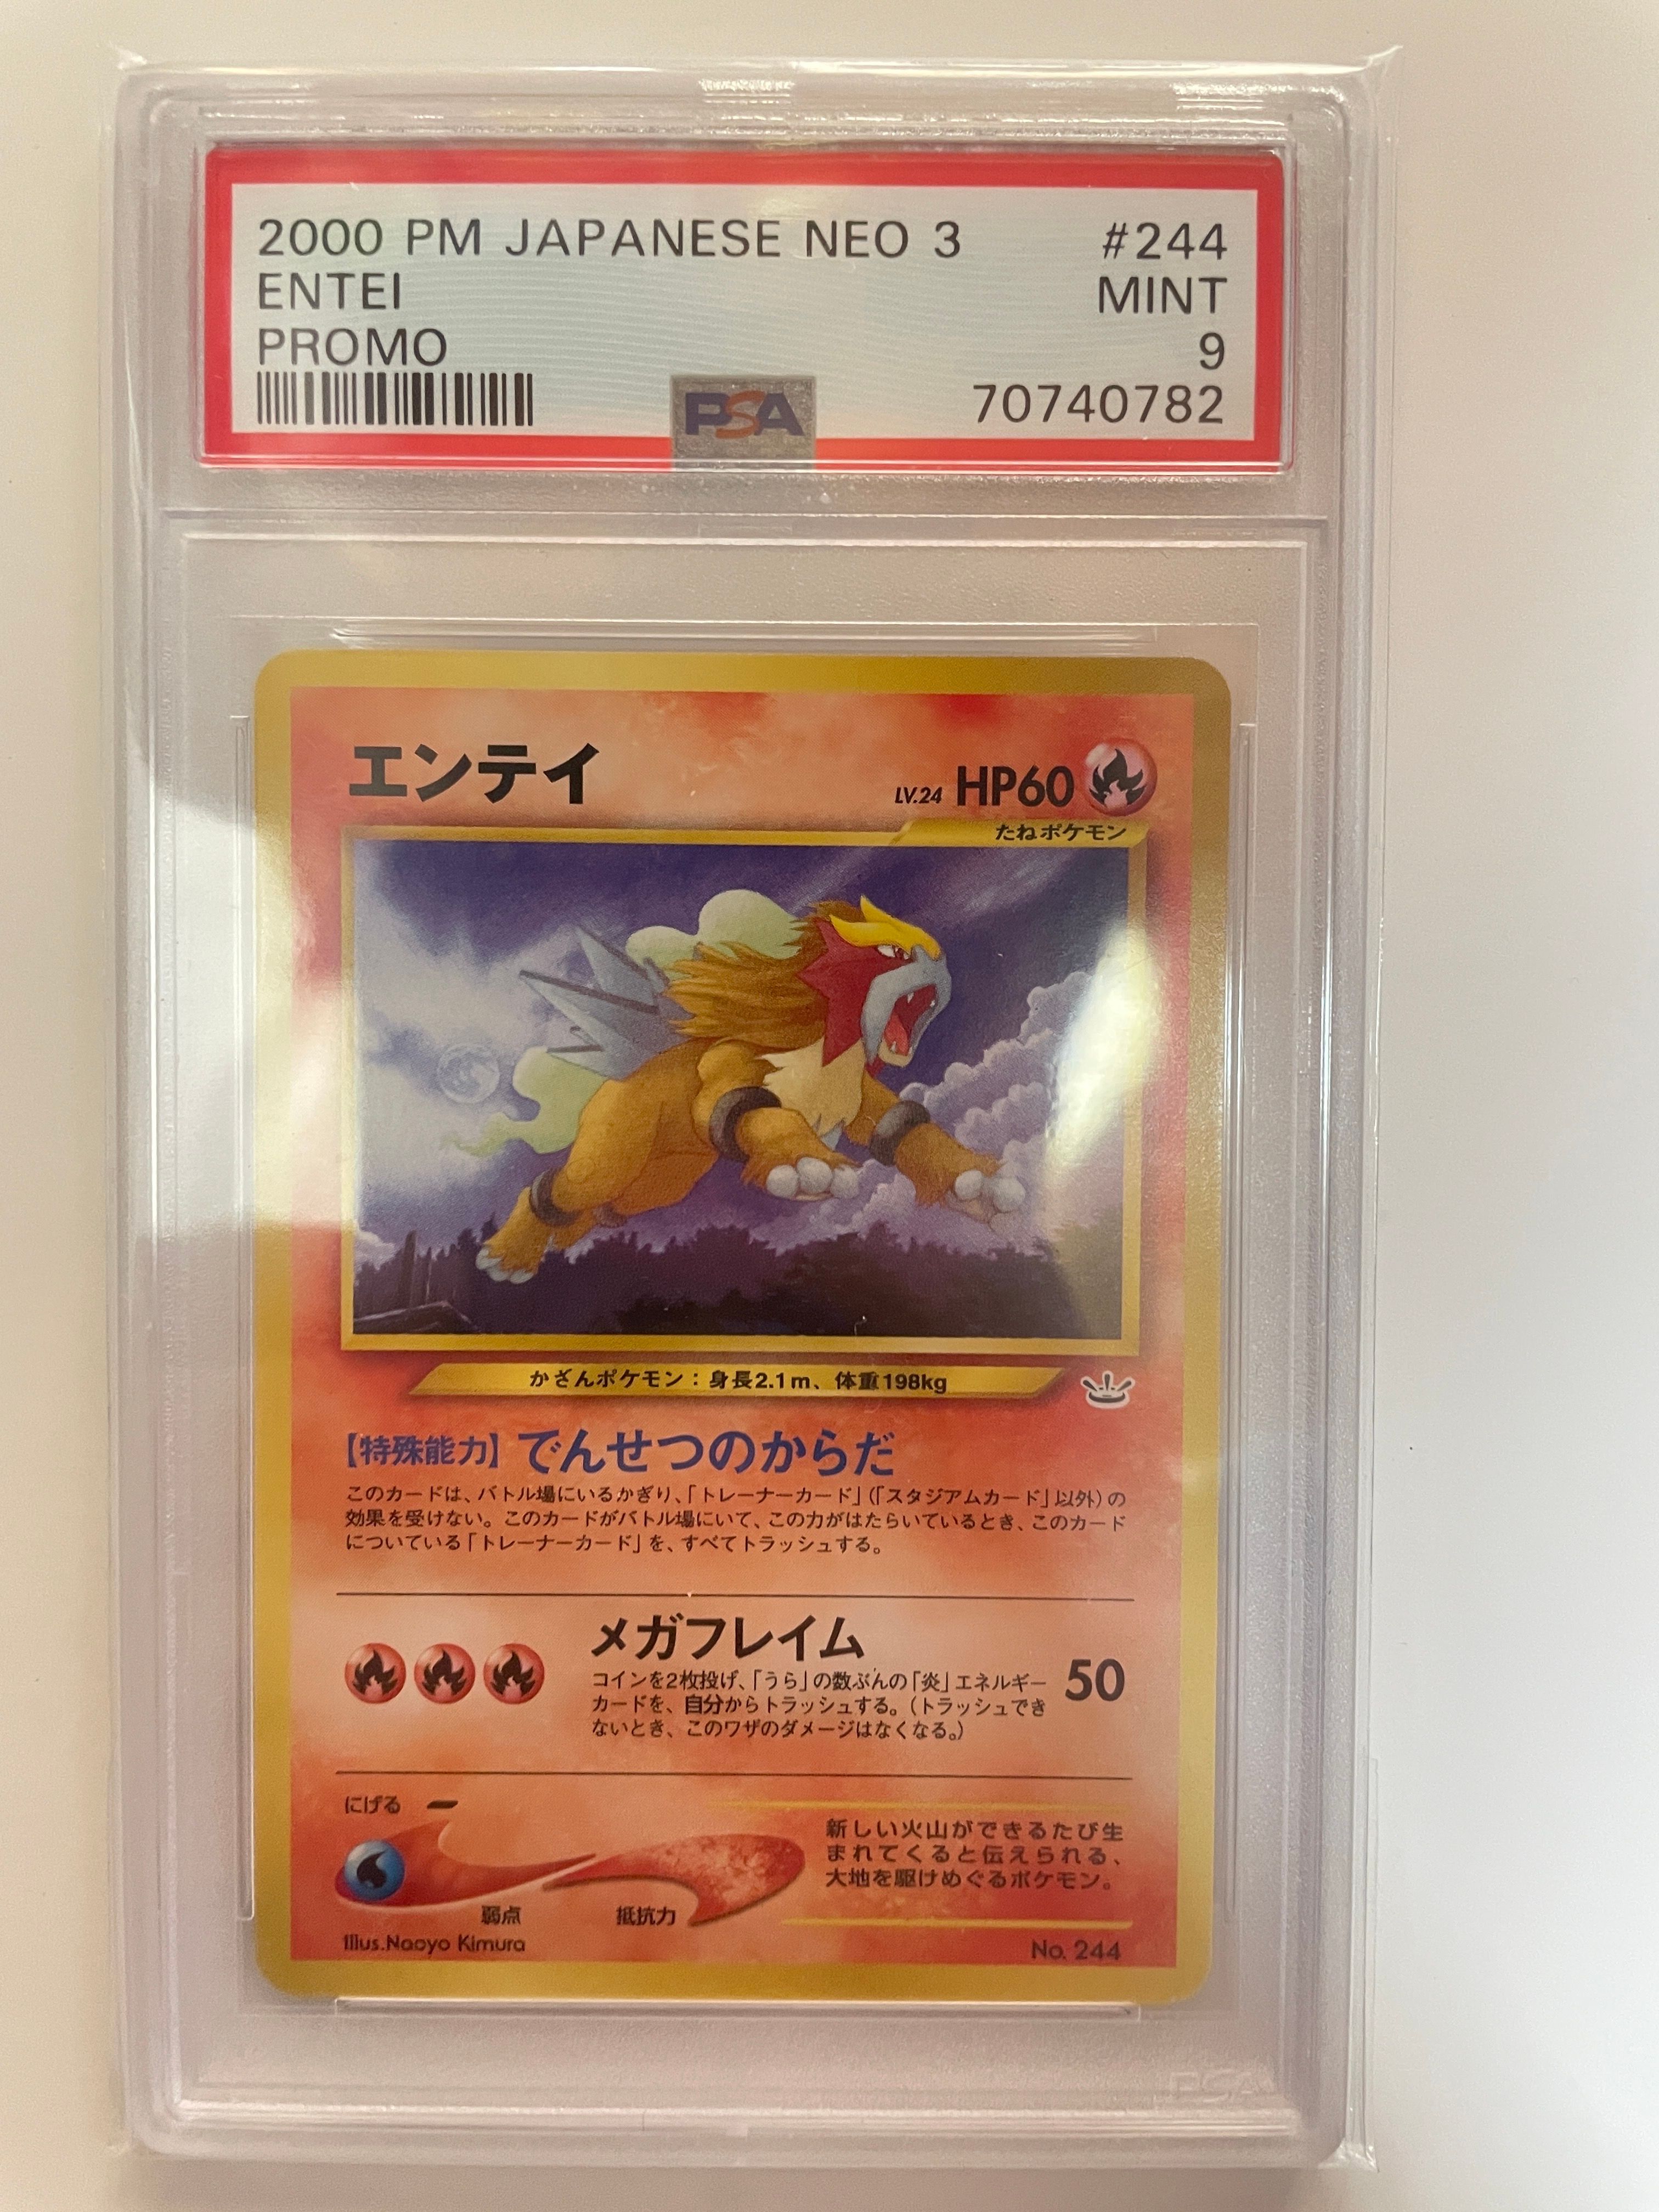 2000 PM JAPANESE NEO 3 #244
ENTEI MINT
PROMO 9
PSA 70740782
エンテイ LV.24 HP60
たねポケモン
かざんポケモン：身長2.1m、体重198kg
【特殊能力】でんせつのからだ
このカードは、バトル場にいるかぎり、「トレーナーカード」（「スタジアムカード」以外）の
効果を受けない。このカードがバトル場にいて、この力がはたらいているとき、このカード
についている「トレーナーカード」を、すべてトラッシュする。
メガフレイム
コインを2枚投げ、「うら」の数ぶんの「炎」エネルギー
カードを、自分からトラッシュする。（トラッシュでき
ないとき、このワザのダメージはなくなる。）
50
にげる
弱点 抵抗力
新しい火山ができるたび生
まれてくると伝えられる、
大地を駆けめぐるポケモン。
Illus.Naoyo Kimura No. 244
PSA